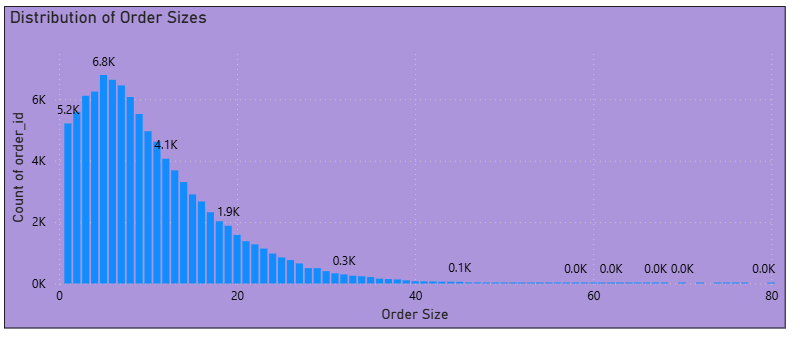 Distribution of Order Sizes
Count of order_id
6K
4K
2K
0K
5.2K
6.8K
4.1K
1.9K
0.3K
0.1K
0.0K
0.0K
0.0K
0.0K
0.0K
0
20
40
60
80
Order Size